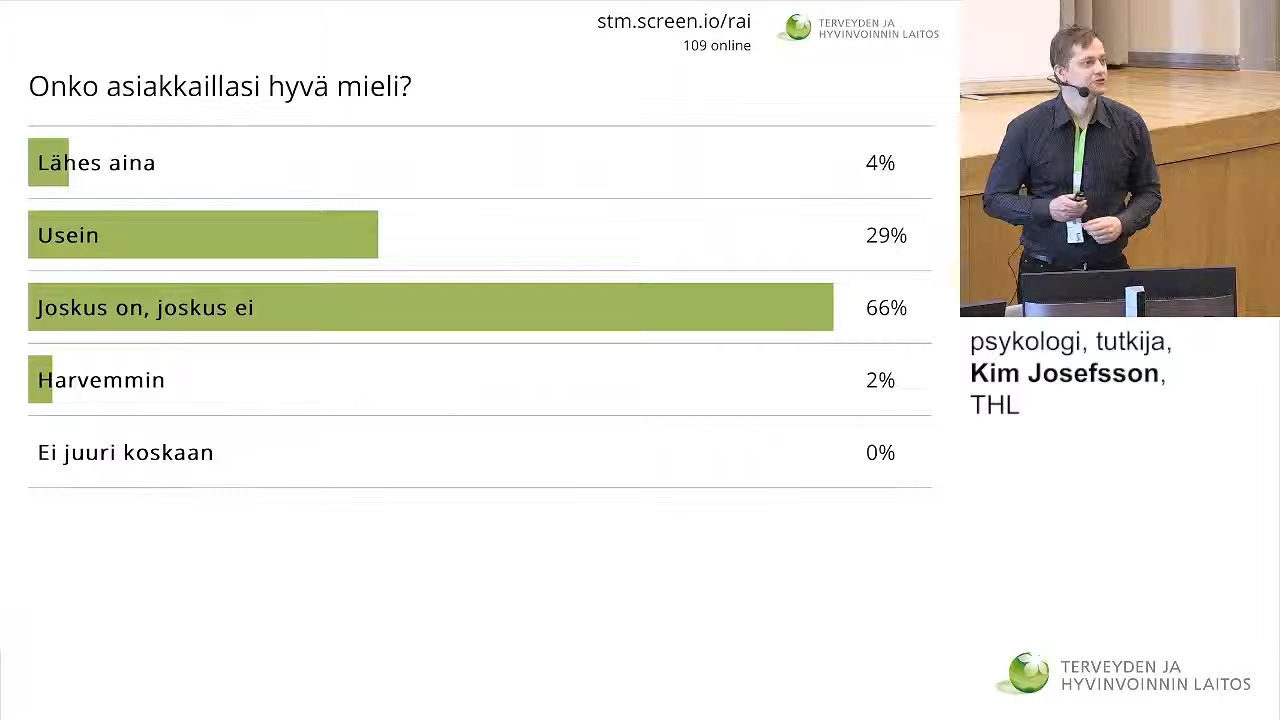 stm.screen.io/rai
109 online
TERVEYDEN JA
HYVINVOINNIN LAITOS
Onko asiakkaillasi hyvä mieli?
Lähes aina 4%
Usein 29%
Joskus on, joskus ei 66%
Harvemmin 2%
Ei juuri koskaan 0%
psykologi, tutkija,
Kim Josefsson,
THL
TERVEYDEN JA
HYVINVOINNIN LAITOS